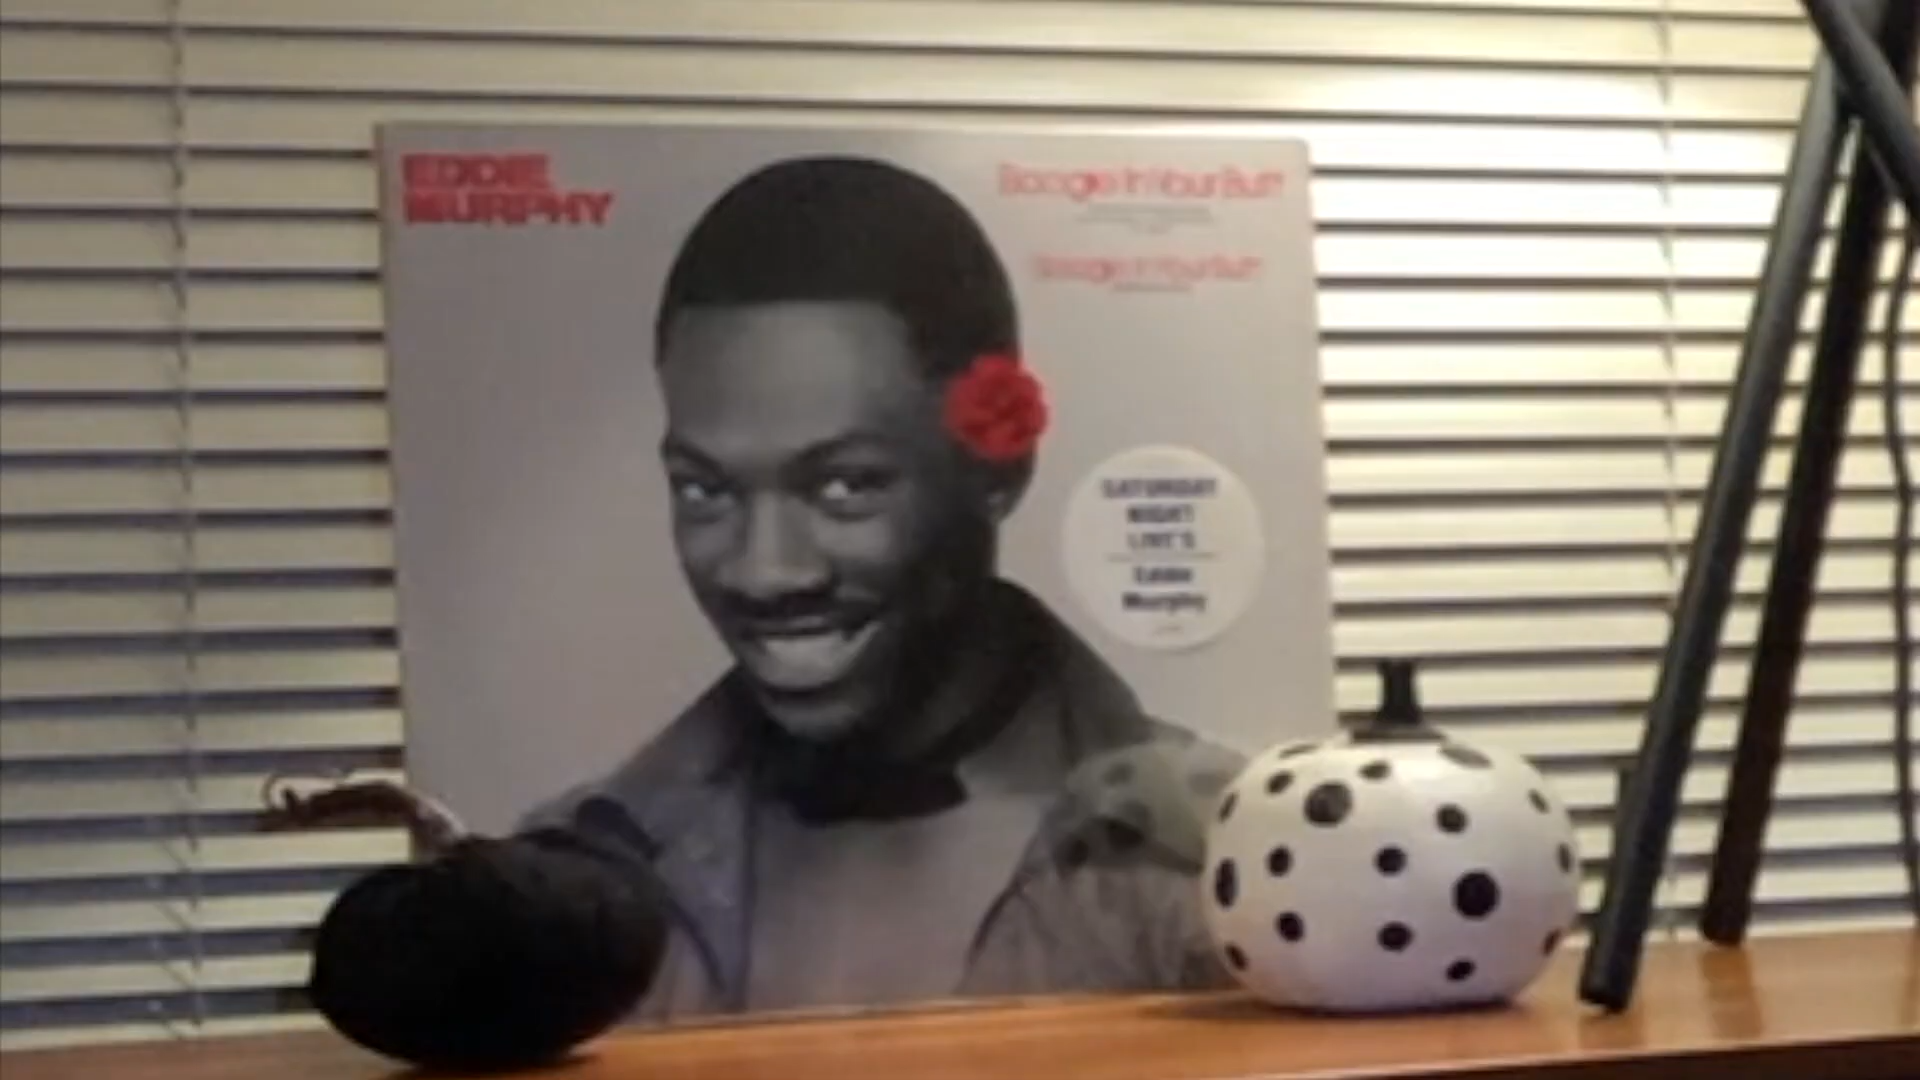 EDDIE
MURPHY
Boogie In Your Butt
Boogie In Your Butt
SATURDAY
NIGHT
LIVE'S
Eddie
Murphy